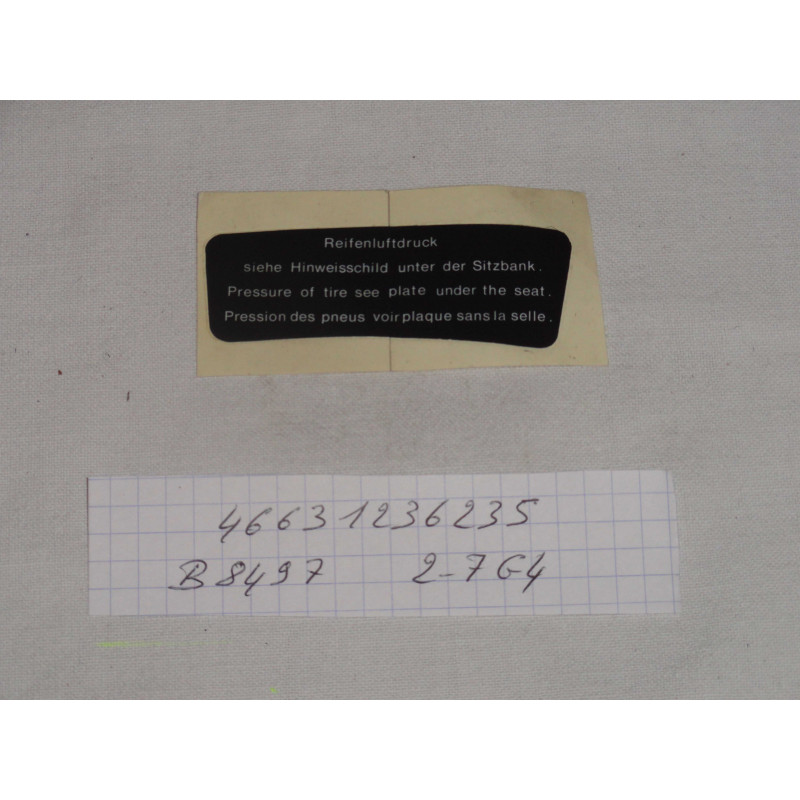 Reifenluftdruck
siehe Hinweisschild unter der Sitzbank.
Pressure of tire see plate under the seat.
Pression des pneus voir plaque sans la selle.
46631236235
B8497 2-7G4